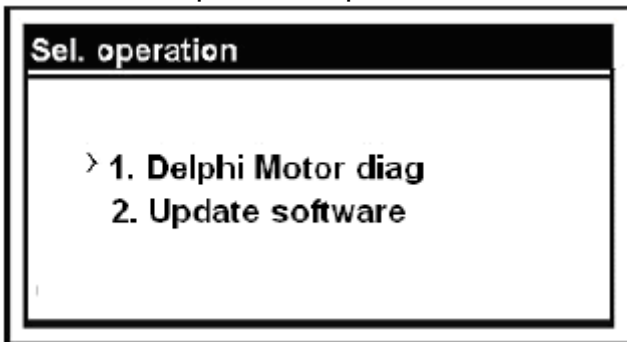 Sel. operation
> 1. Delphi Motor diag
2. Update software